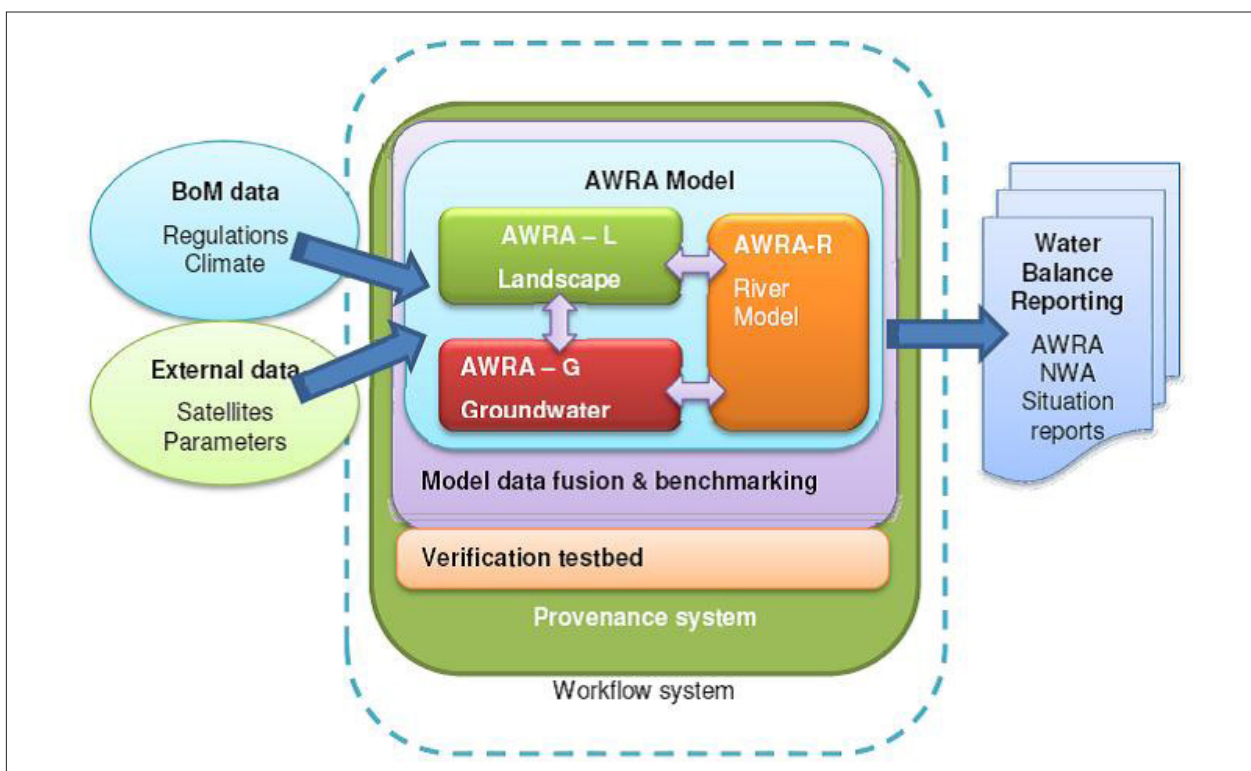 BoM data
Regulations
Climate
External data
Satellites
Parameters
AWRA Model
AWRA – L
Landscape
AWRA – G
Groundwater
AWRA-R
River
Model
Model data fusion & benchmarking
Verification testbed
Provenance system
Workflow system
Water
Balance
Reporting
AWRA
NWA
Situation
reports